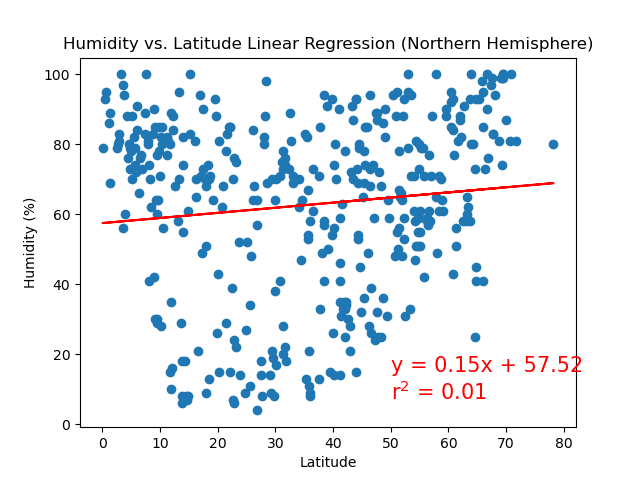 Humidity vs. Latitude Linear Regression (Northern Hemisphere)
100
80
60
40
20
0
Humidity (%)
y = 0.15x + 57.52
r² = 0.01
0 10 20 30 40 50 60 70 80
Latitude